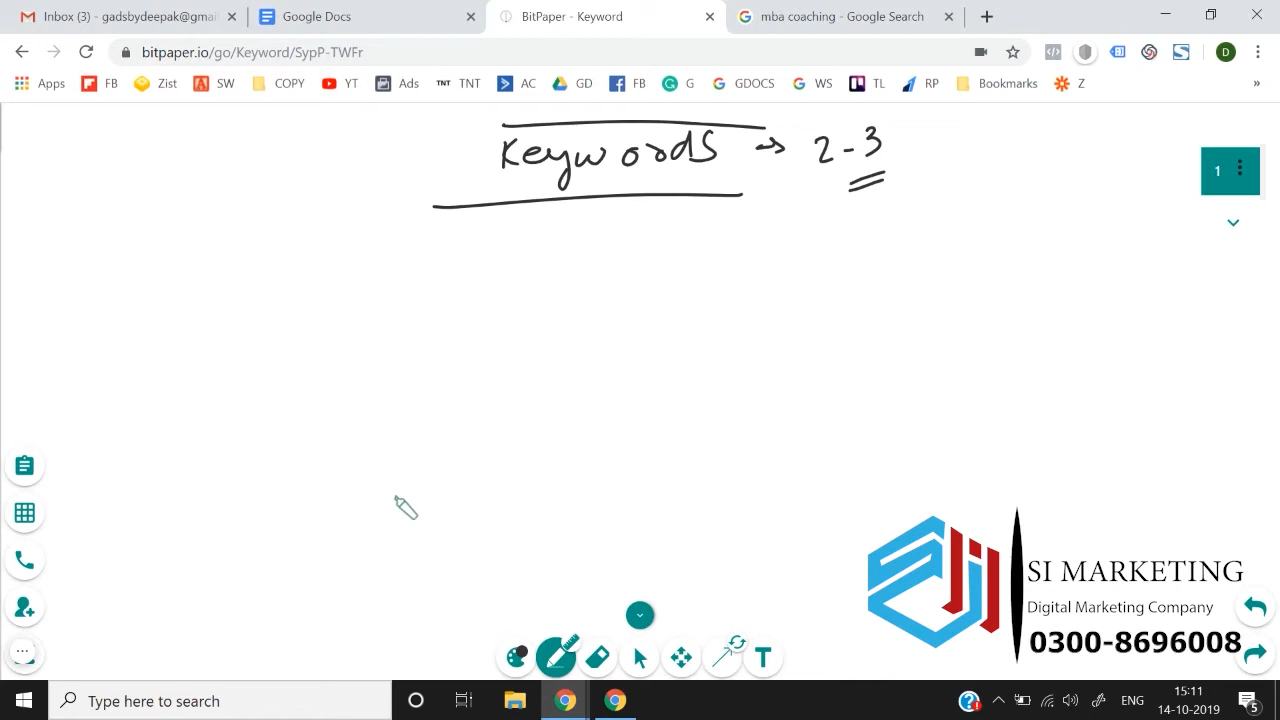 Inbox (3) - gadsbydeepak@gmai
Google Docs
BitPaper - Keyword
mba coaching - Google Search
bitpaper.io/go/Keyword/SypP-TWFr
D
Apps FB Zist SW COPY YT Ads TNT TNT AC GD FB G GDOCS WS TL RP Bookmarks Z »
Keywords → 2 - 3
1
SI MARKETING
Digital Marketing Company
0300-8696008
T
Type here to search
ENG
15:11
14-10-2019
5